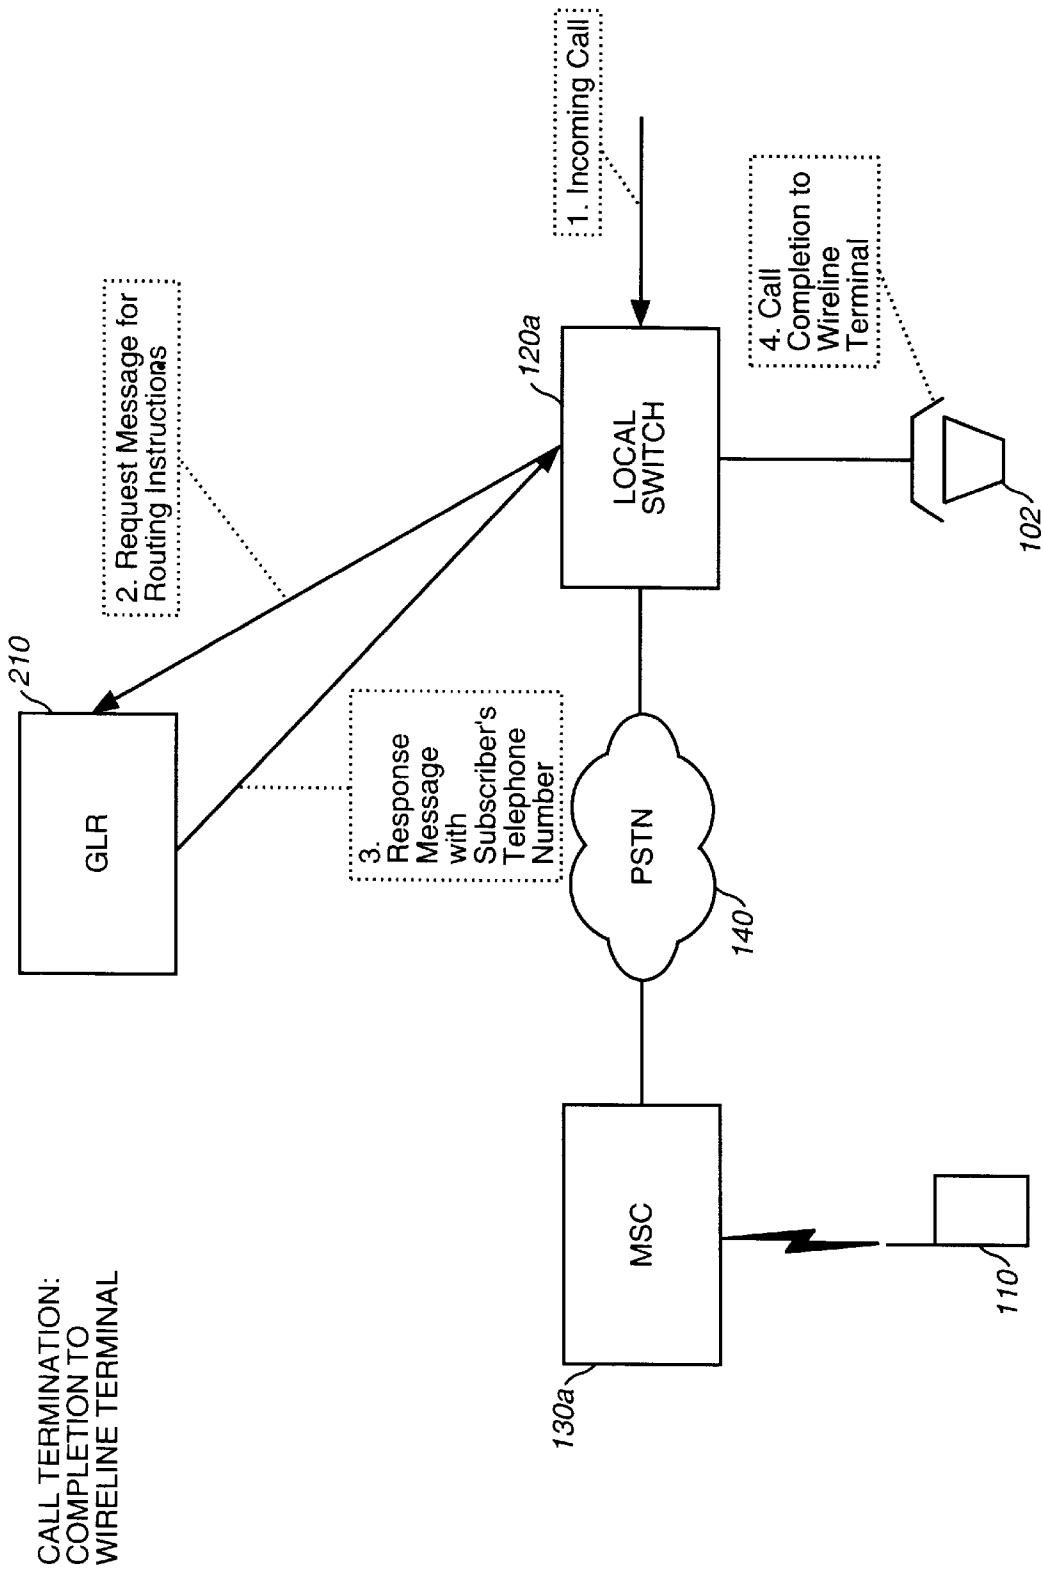 CALL TERMINATION:
COMPLETION TO
WIRELINE TERMINAL
GLR
210
2. Request Message for
Routing Instructions
3.
Response
Message
with
Subscriber's
Telephone
Number
130a
MSC
110
PSTN
140
120a
LOCAL
SWITCH
1. Incoming Call
4. Call
Completion to
Wireline
Terminal
102